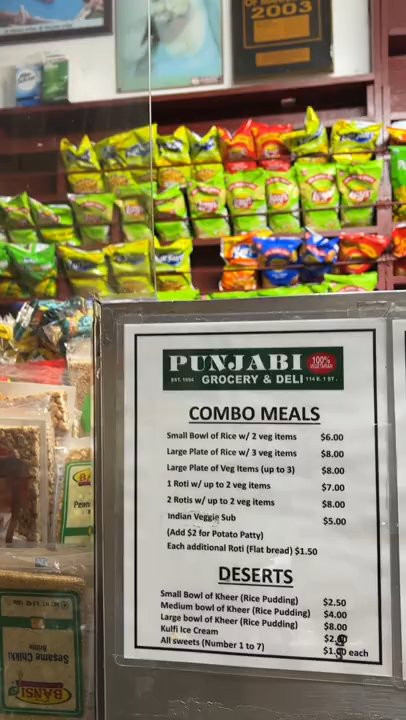 2003
PUNJABI 100% VEGETARIAN
EST. 1994 GROCERY & DELI 114 E. 1 ST.
COMBO MEALS
Small Bowl of Rice w/ 2 veg items $6.00
Large Plate of Rice w/ 3 veg items $8.00
Large Plate of Veg Items (up to 3) $8.00
1 Roti w/ up to 2 veg items $7.00
2 Rotis w/ up to 2 veg items $8.00
Indian Veggie Sub $5.00
(Add $2 for Potato Patty)
Each additional Roti (Flat bread) $1.50
DESERTS
Small Bowl of Kheer (Rice Pudding) $2.50
Medium bowl of Kheer (Rice Pudding) $4.00
Large bowl of Kheer (Rice Pudding) $8.00
Kulfi Ice Cream
All sweets (Number 1 to 7) each
BANSI
Sesame Chikki
Brittle